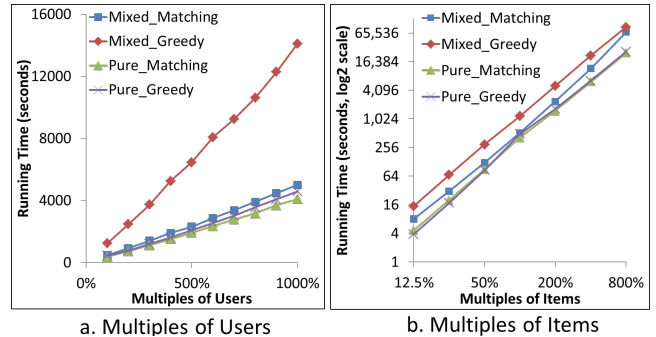 16000
12000
8000
4000
0
Running Time (seconds)
Mixed_Matching
Mixed_Greedy
Pure_Matching
Pure_Greedy
0%
500%
1000%
Multiples of Users
a. Multiples of Users
65,536
16,384
4,096
1,024
256
64
16
4
1
Running Time (seconds, log2 scale)
Mixed_Matching
Mixed_Greedy
Pure_Matching
Pure_Greedy
12.5%
50%
200%
800%
Multiples of Items
b. Multiples of Items